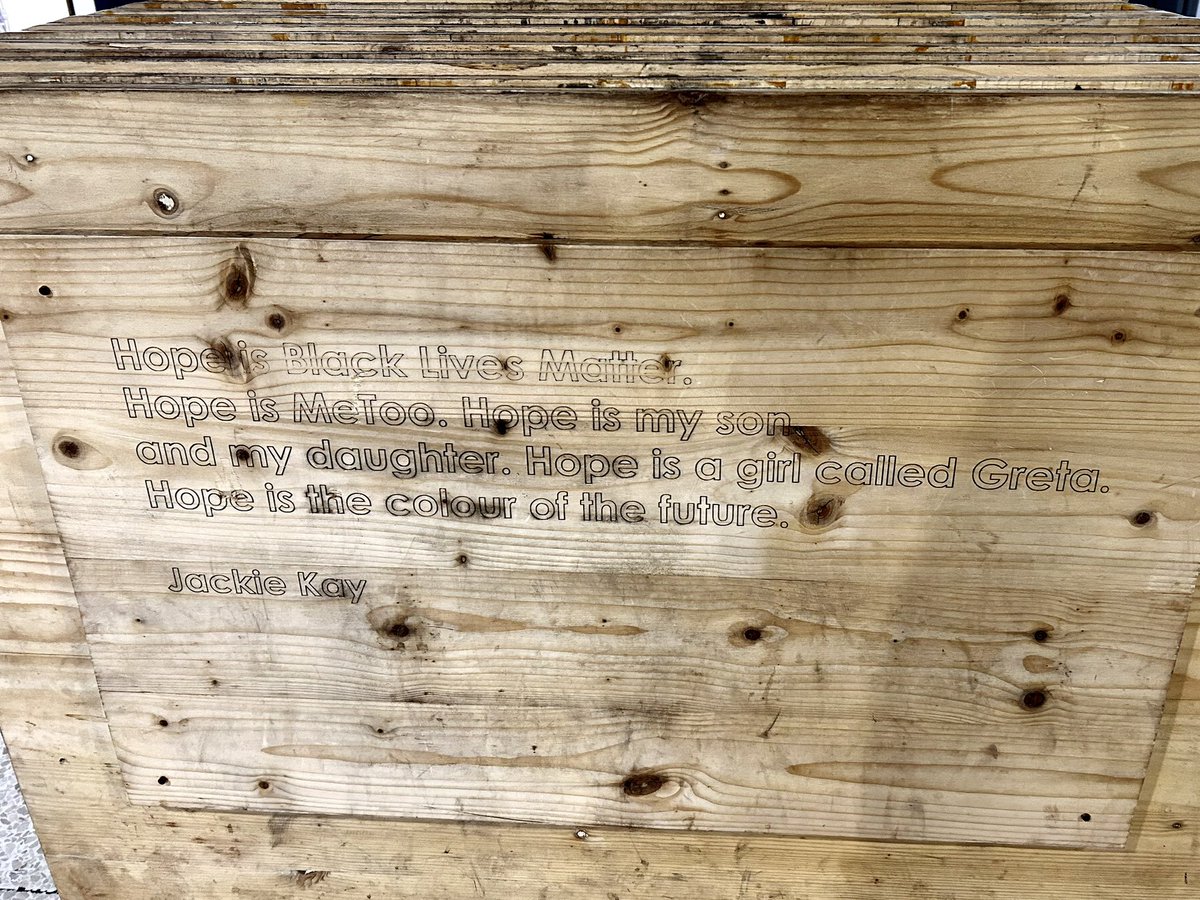 Hope is Black Lives Matter.
Hope is MeToo. Hope is my son
and my daughter. Hope is a girl called Greta.
Hope is the colour of the future.
Jackie Kay